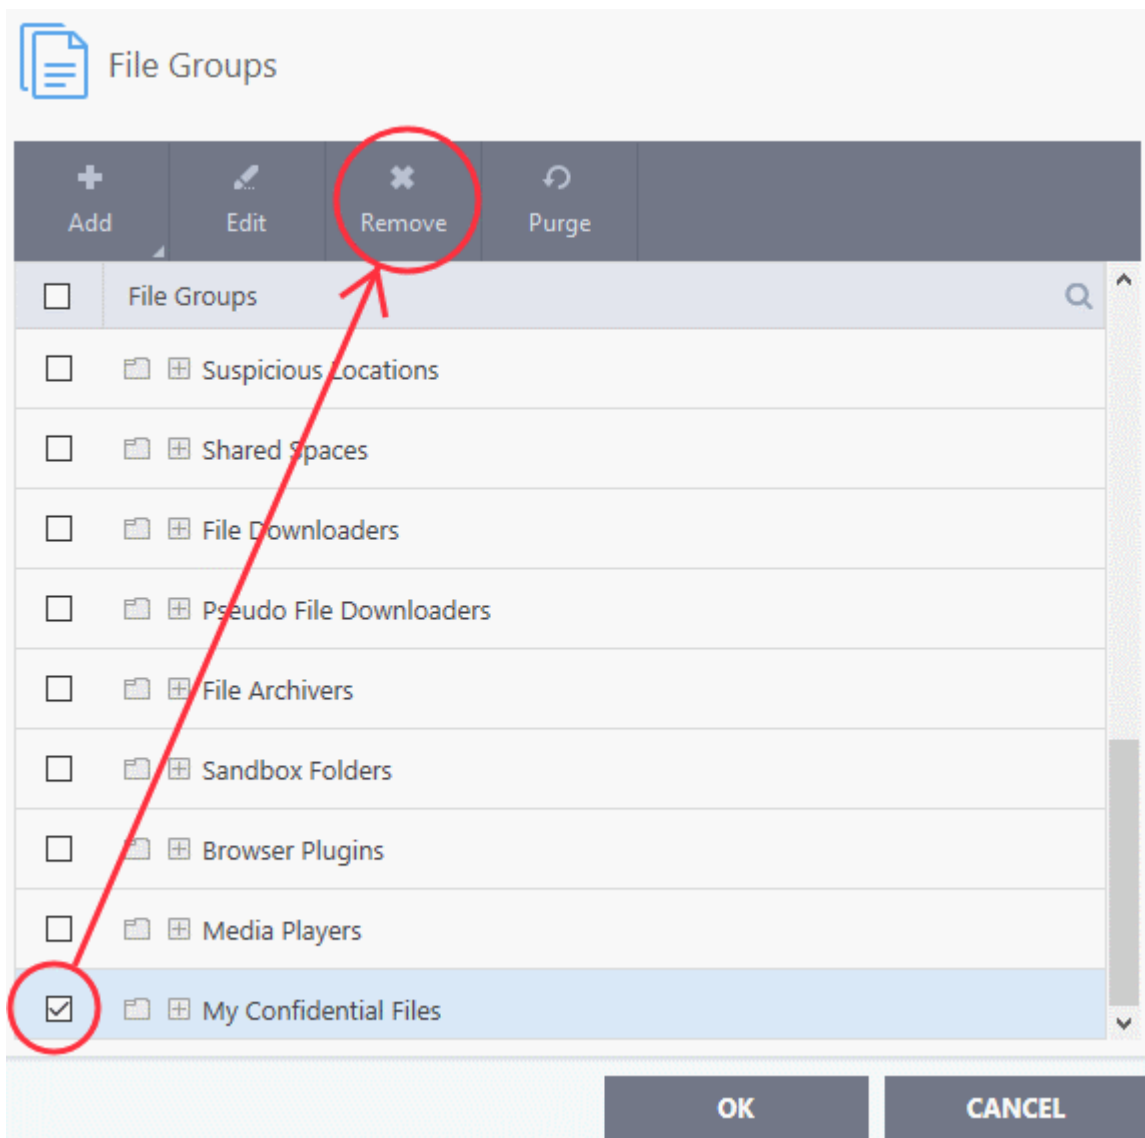 File Groups
Add Edit Remove Purge
File Groups
Suspicious Locations
Shared Spaces
File Downloaders
Pseudo File Downloaders
File Archivers
Sandbox Folders
Browser Plugins
Media Players
My Confidential Files
OK CANCEL